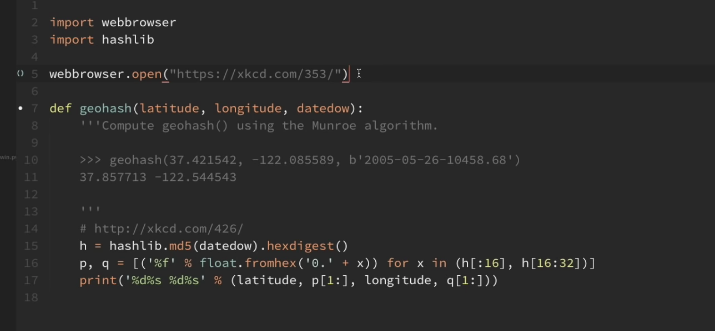 1
2 import webbrowser
3 import hashlib
4
5 webbrowser.open("https://xkcd.com/353/")
6
7 def geohash(latitude, longitude, datedow):
8     '''Compute geohash() using the Munroe algorithm.
9
10     >>> geohash(37.421542, -122.085589, b'2005-05-26-10458.68')
11     37.857713 -122.544543
12
13     '''
14     # http://xkcd.com/426/
15     h = hashlib.md5(datedow).hexdigest()
16     p, q = [('%f' % float.fromhex('0.' + x)) for x in (h[:16], h[16:32])]
17     print('%d%s %d%s' % (latitude, p[1:], longitude, q[1:]))
18